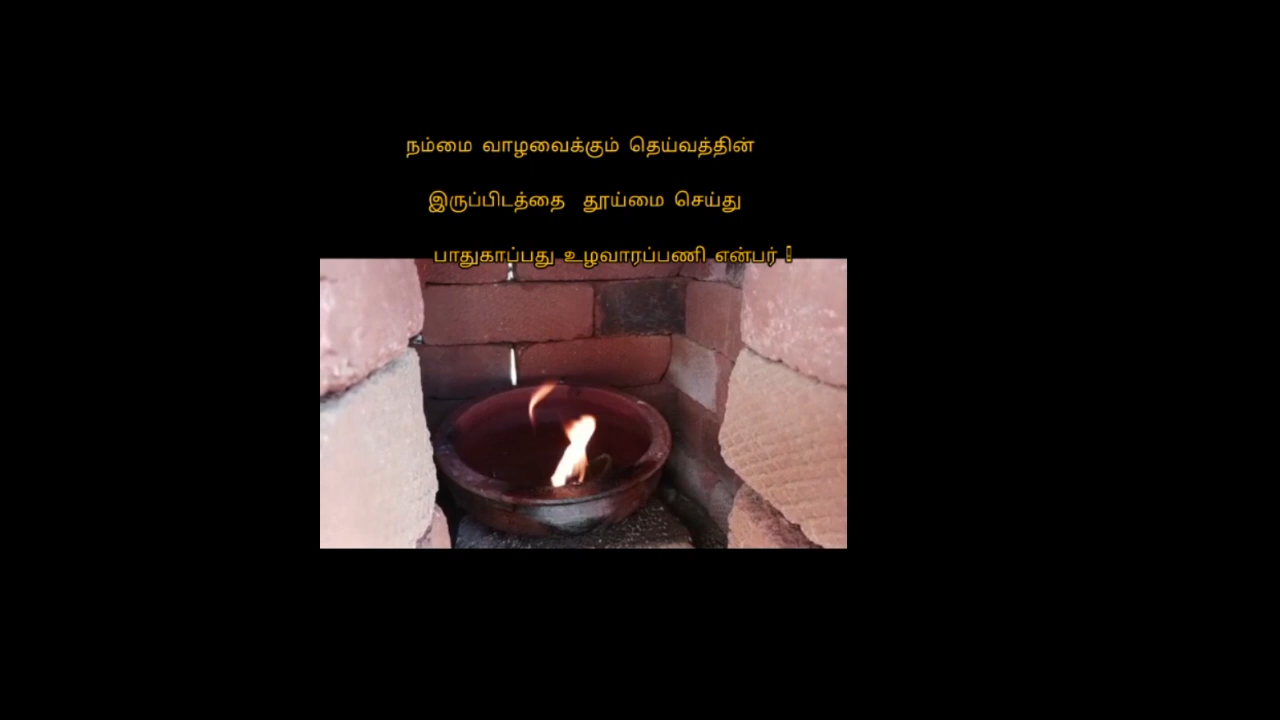 நம்மை வாழவைக்கும் தெய்வத்தின்
இருப்பிடத்தை தூய்மை செய்து
பாதுகாப்பது உழவாரப்பணி என்பர் !